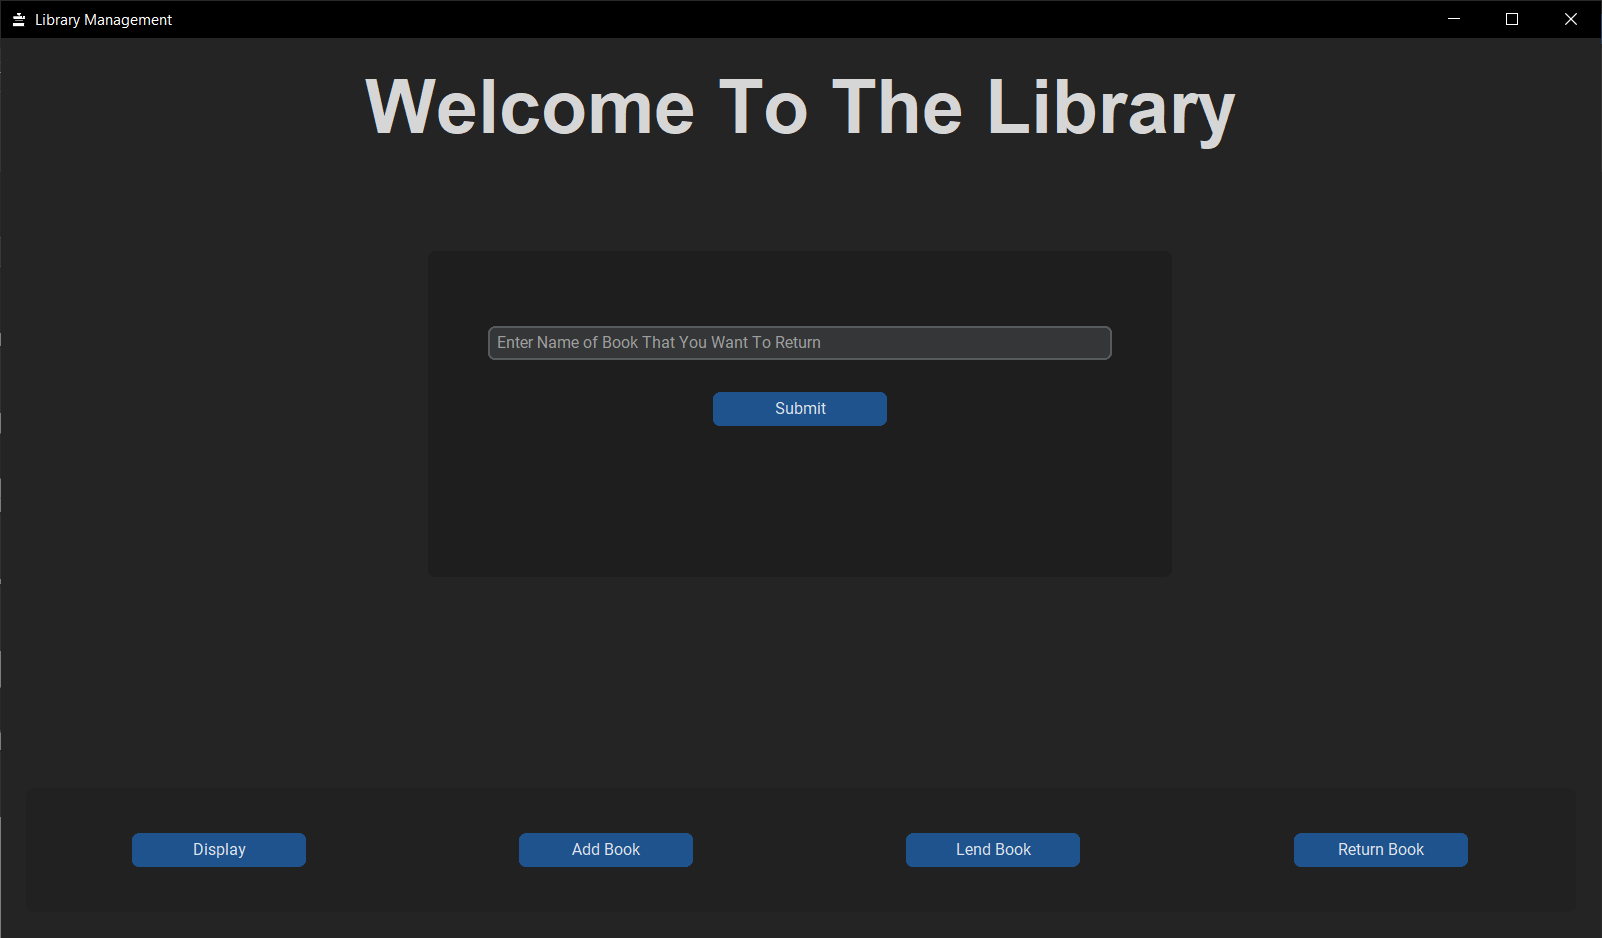 Library Management
Welcome To The Library
Enter Name of Book That You Want To Return
Submit
Display
Add Book
Lend Book
Return Book